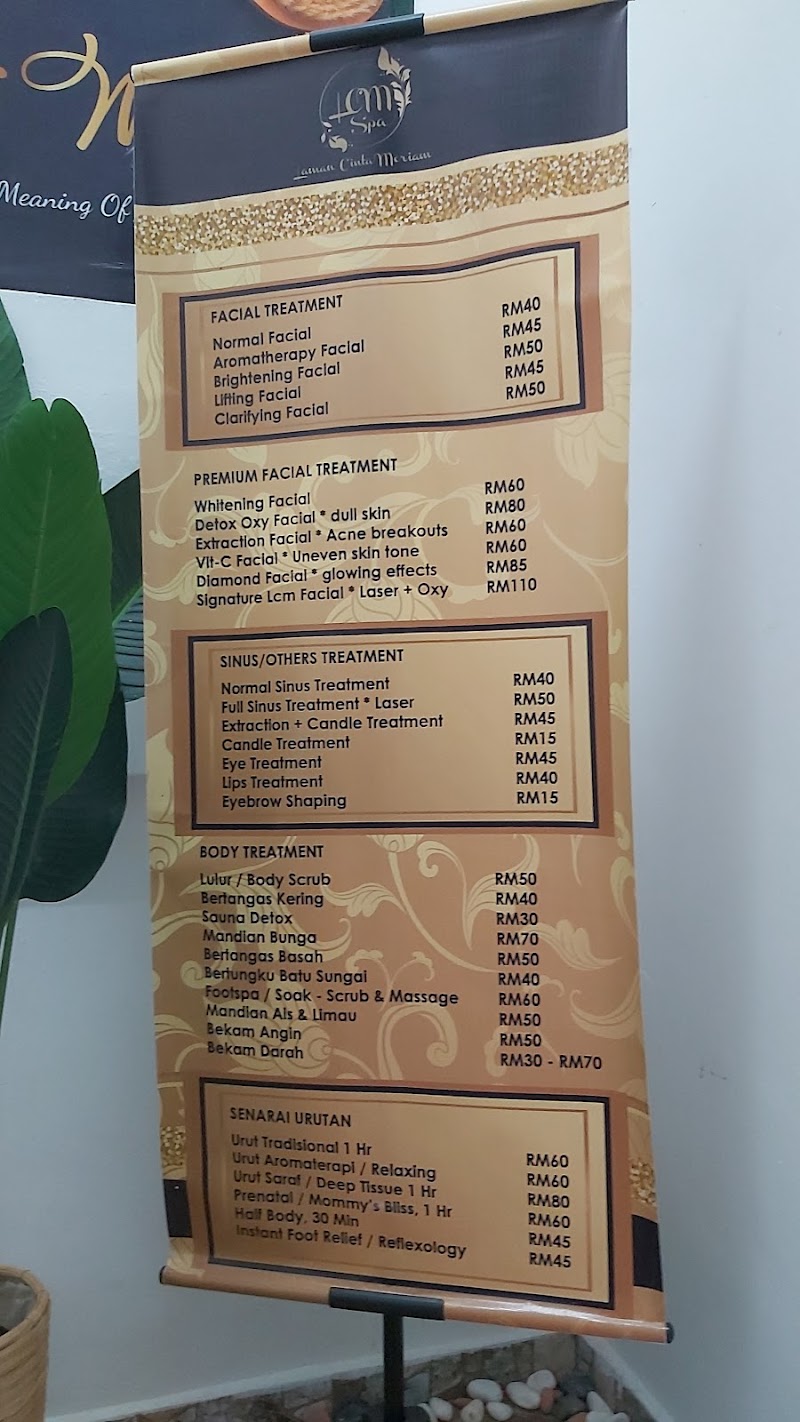 Meaning Of
LCM
Spa
Laman Cinta Meriam
FACIAL TREATMENT
Normal Facial RM40
Aromatherapy Facial RM45
Brightening Facial RM50
Lifting Facial RM45
Clarifying Facial RM50
PREMIUM FACIAL TREATMENT
Whitening Facial RM60
Detox Oxy Facial * dull skin RM80
Extraction Facial * Acne breakouts RM60
Vit-C Facial * Uneven skin tone RM60
Diamond Facial * glowing effects RM85
Signature Lcm Facial * Laser + Oxy RM110
SINUS/OTHERS TREATMENT
Normal Sinus Treatment RM40
Full Sinus Treatment * Laser RM50
Extraction + Candle Treatment RM45
Candle Treatment RM15
Eye Treatment RM45
Lips Treatment RM40
Eyebrow Shaping RM15
BODY TREATMENT
Lulur / Body Scrub RM50
Bertangas Kering RM40
Sauna Detox RM30
Mandian Bunga RM70
Bertangas Basah RM50
Bertungku Batu Sungai RM40
Footspa / Soak - Scrub & Massage RM60
Mandian Ais & Limau RM50
Bekam Angin RM50
Bekam Darah RM30 - RM70
SENARAI URUTAN
Urut Tradisional 1 Hr RM60
Urut Aromaterapi / Relaxing RM60
Urut Saraf / Deep Tissue 1 Hr RM80
Prenatal / Mommy's Bliss, 1 Hr RM60
Half Body, 30 Min RM45
Instant Foot Relief / Reflexology RM45